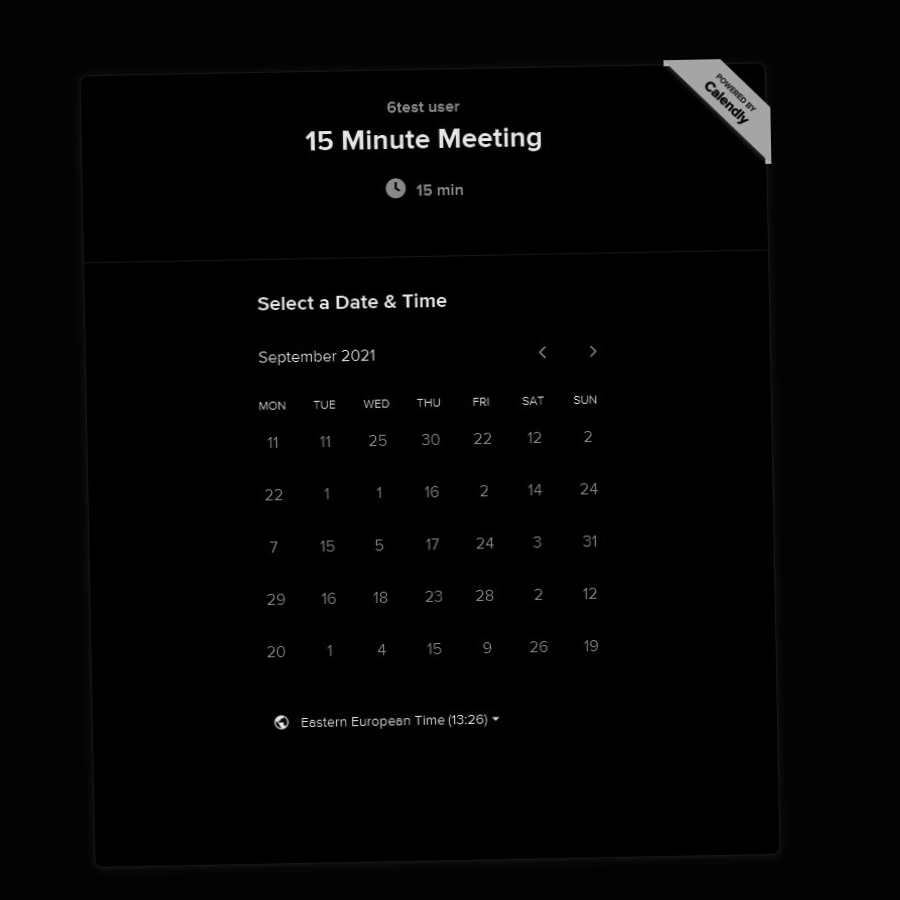 POWERED BY
Calendly
6test user
15 Minute Meeting
15 min
Select a Date & Time
September 2021
MON TUE WED THU FRI SAT SUN
11 11 25 30 22 12 2
22 1 1 16 2 14 24
7 15 5 17 24 3 31
29 16 18 23 28 2 12
20 1 4 15 9 26 19
Eastern European Time (13:26)